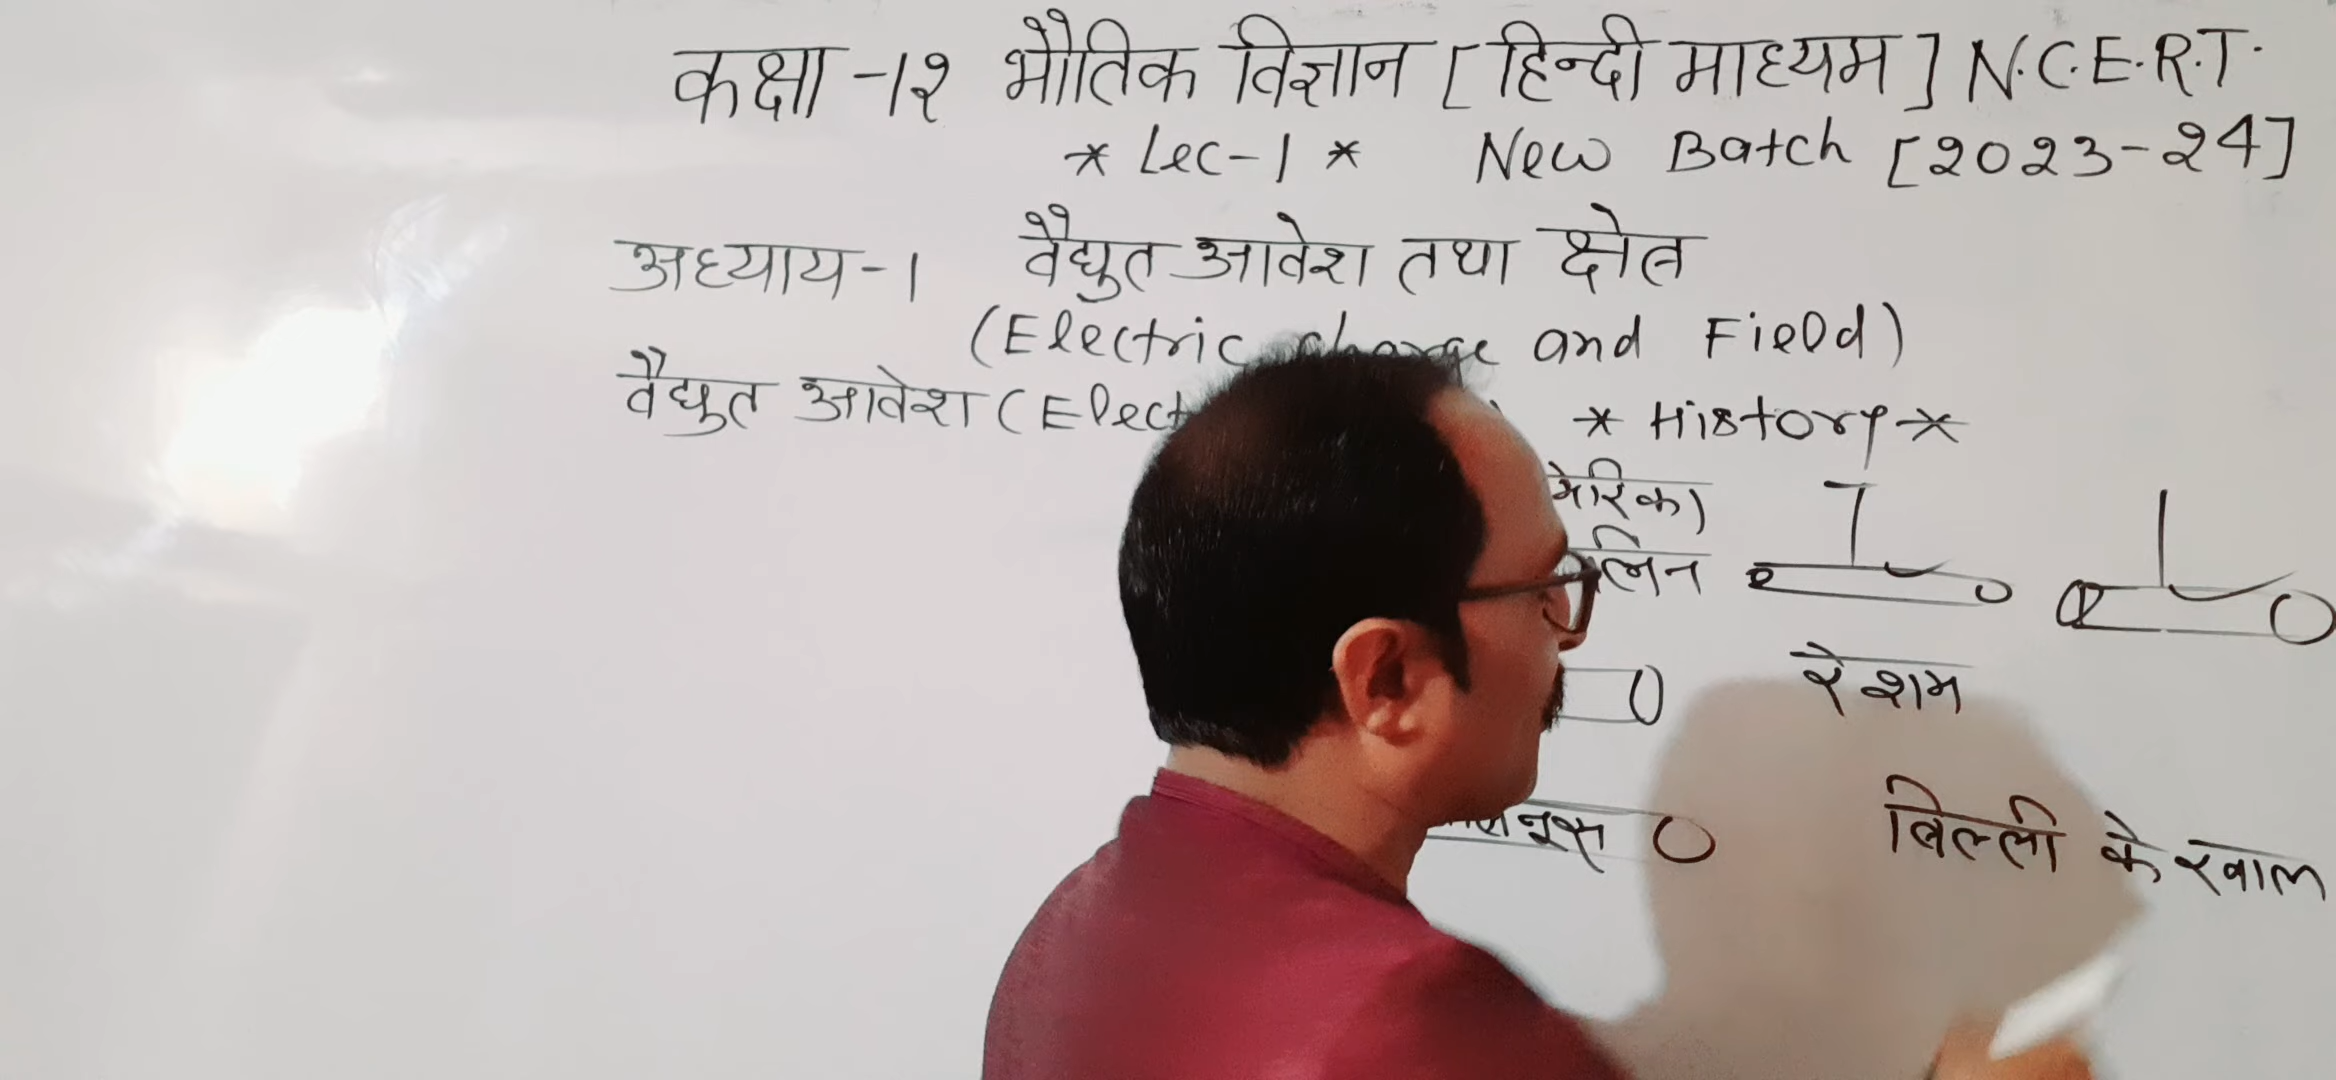 कक्षा -१२ भौतिक विज्ञान [हिन्दी माध्यम] N.C.E.R.T.
* Lec-1 * New Batch [2023-24]
अध्याय-1 वैद्युत आवेश तथा क्षेत्र
(Electric charge and Field)
वैद्युत आवेश (Elect * History *
मेरिका)
लिन
रेशम
बिल्ली के खाल